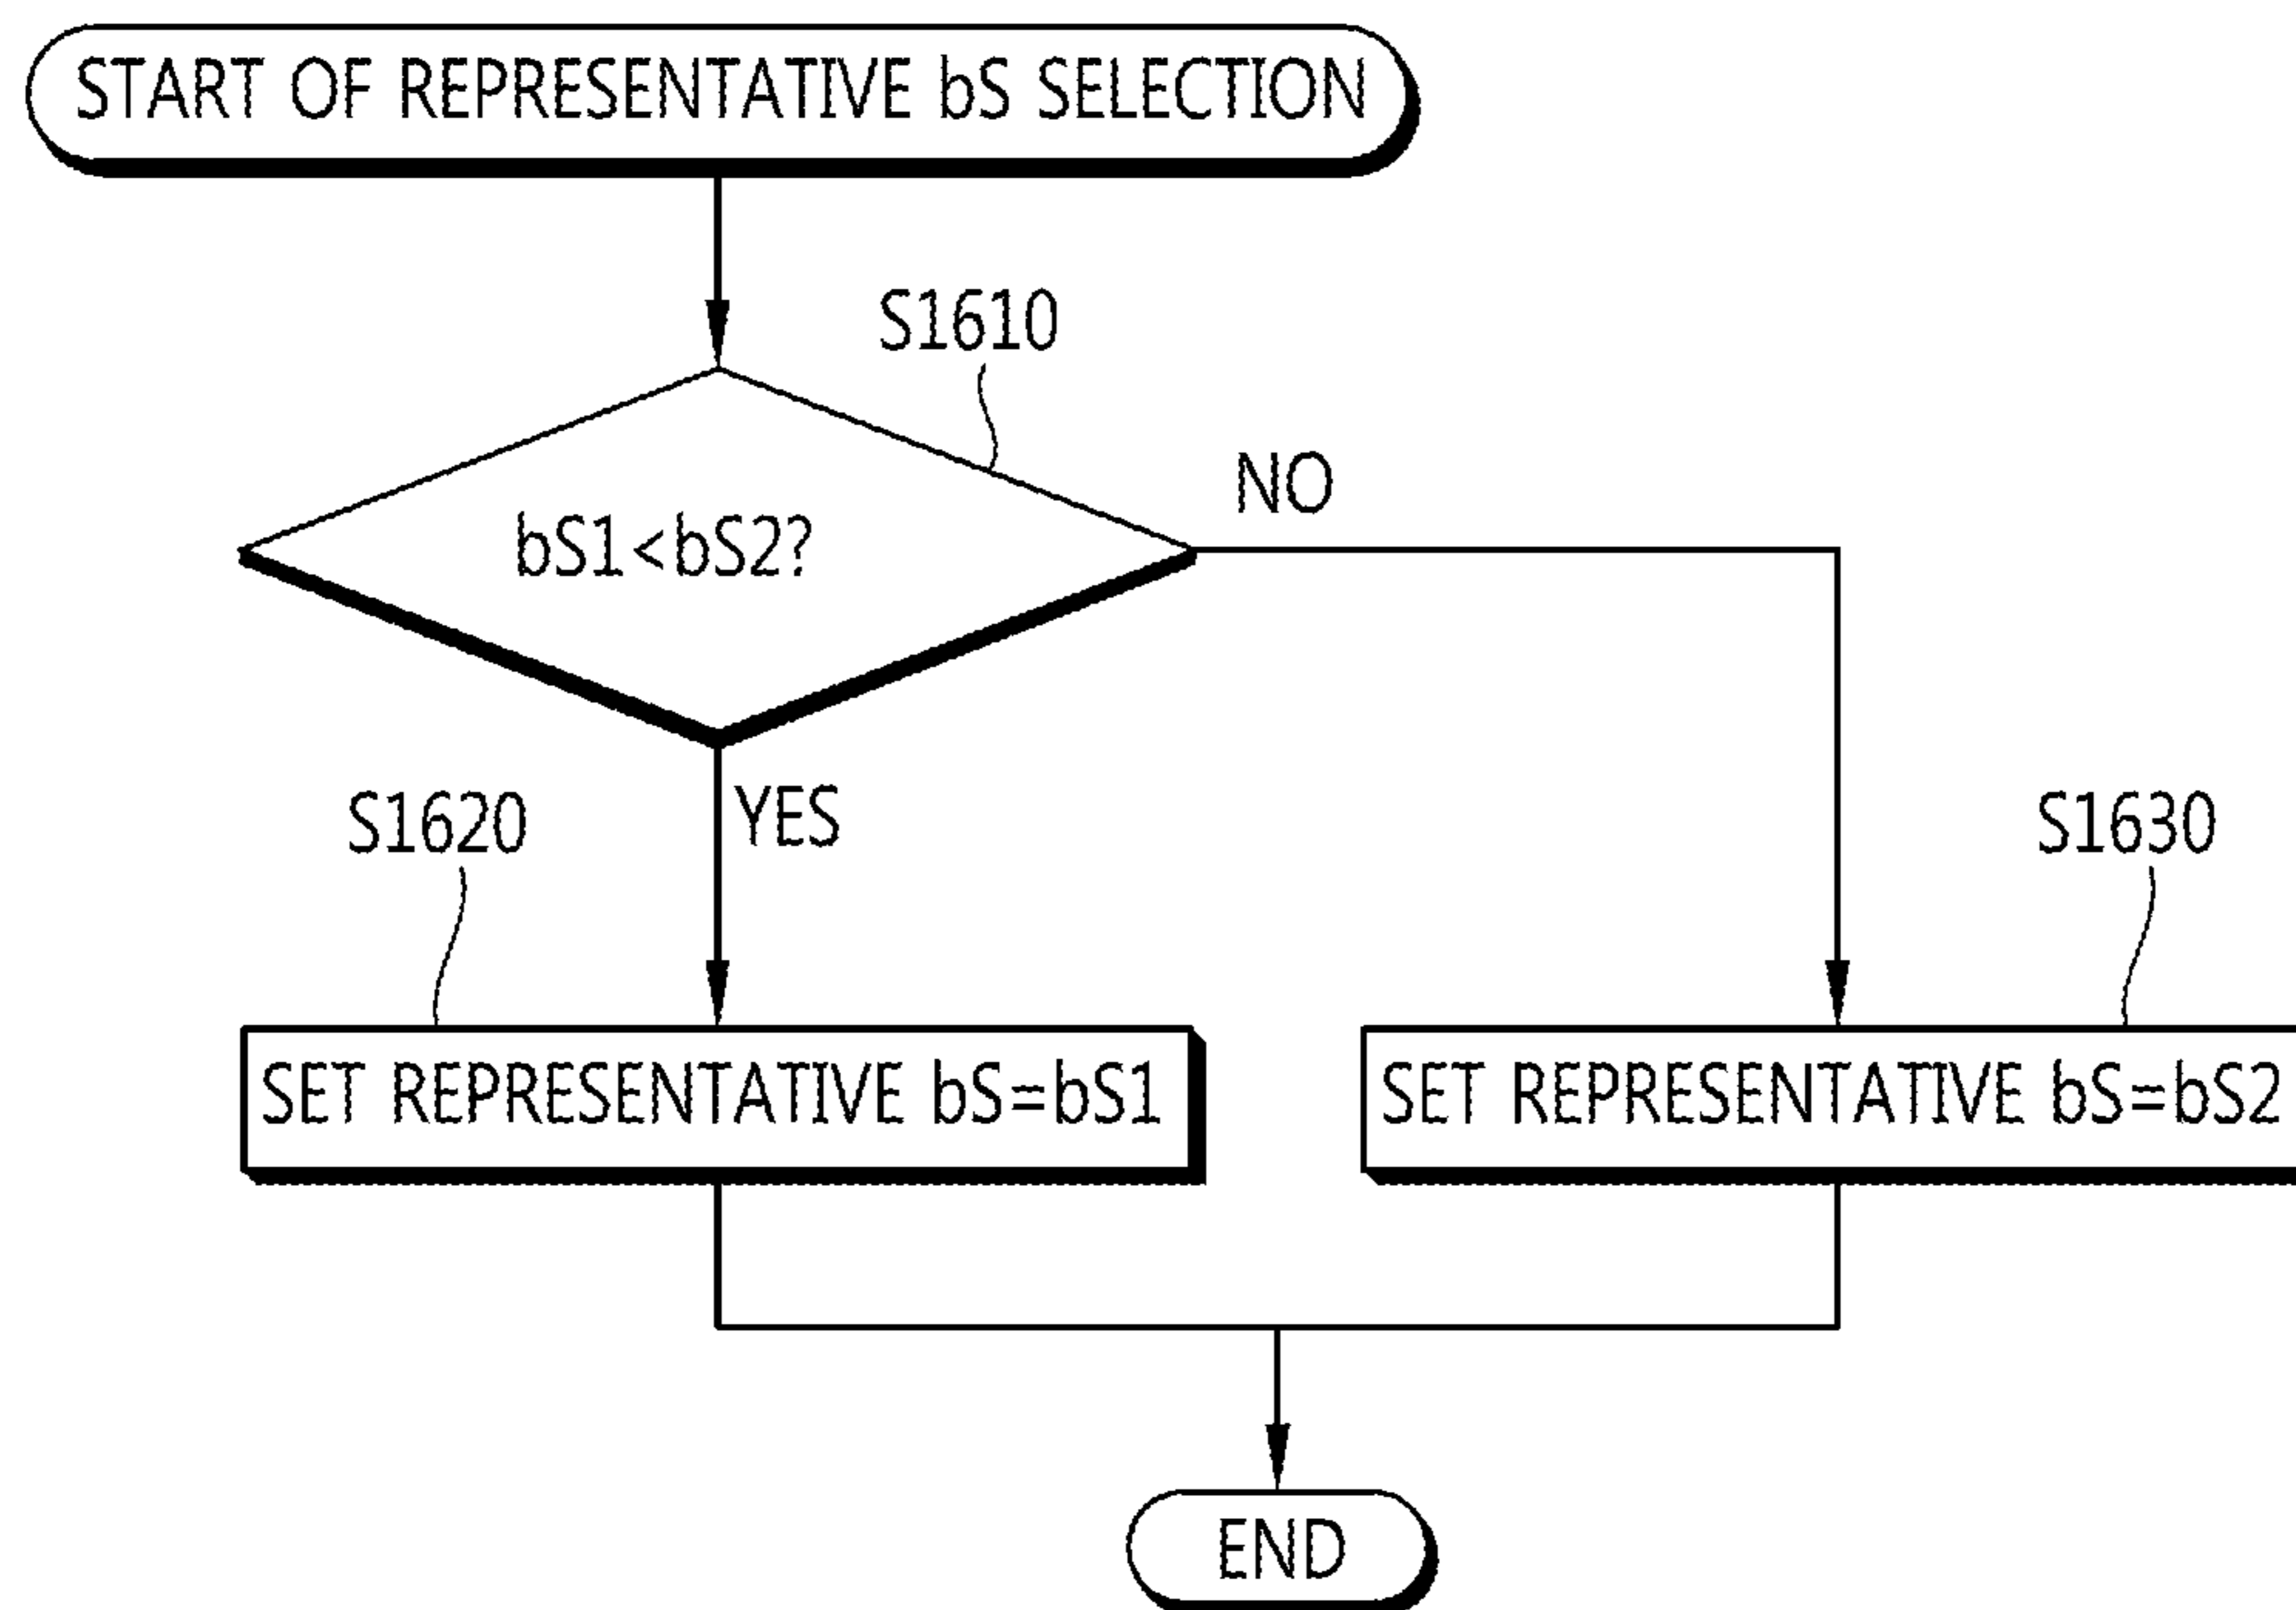 START OF REPRESENTATIVE bS SELECTION
S1610
NO
bS1<bS2?
YES
S1620
S1630
SET REPRESENTATIVE bS=bS1
SET REPRESENTATIVE bS=bS2
END